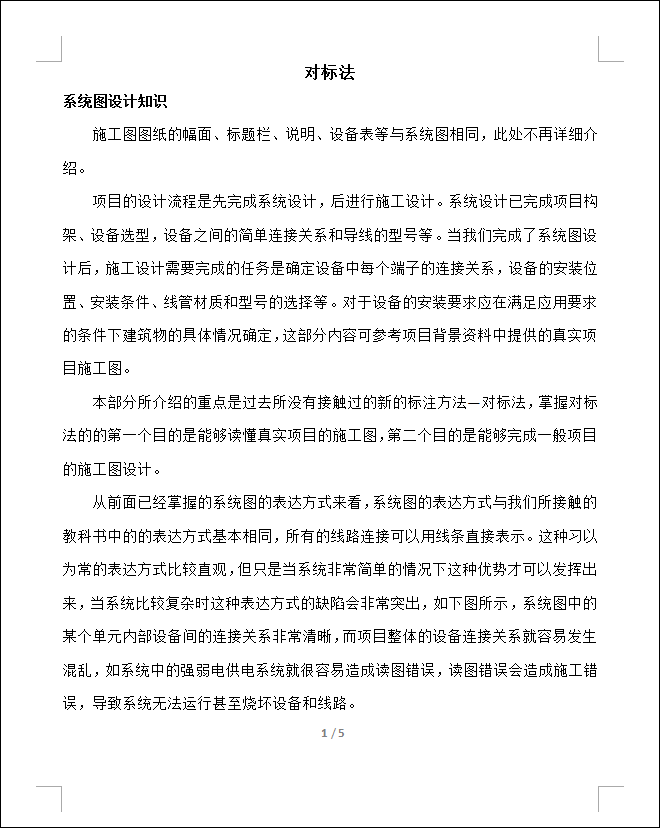 对标法
系统图设计知识
施工图图纸的幅面、标题栏、说明、设备表等与系统图相同，此处不再详细介
绍。
项目的设计流程是先完成系统设计，后进行施工设计。系统设计已完成项目构
架、设备选型，设备之间的简单连接关系和导线的型号等。当我们完成了系统图设
计后，施工设计需要完成的任务是确定设备中每个端子的连接关系，设备的安装位
置、安装条件、线管材质和型号的选择等。对于设备的安装要求应在满足应用要求
的条件下建筑物的具体情况确定，这部分内容可参考项目背景资料中提供的真实项
目施工图。
本部分所介绍的重点是过去所没有接触过的新的标注方法—对标法，掌握对标
法的的第一个目的是能够读懂真实项目的施工图，第二个目的是能够完成一般项目
的施工图设计。
从前面已经掌握的系统图的表达方式来看，系统图的表达方式与我们所接触的
教科书中的的表达方式基本相同，所有的线路连接可以用线条直接表示。这种习以
为常的表达方式比较直观，但只是当系统非常简单的情况下这种优势才可以发挥出
来，当系统比较复杂时这种表达方式的缺陷会非常突出，如下图所示，系统图中的
某个单元内部设备间的连接关系非常清晰，而项目整体的设备连接关系就容易发生
混乱，如系统中的强弱电供电系统就很容易造成读图错误，读图错误会造成施工错
误，导致系统无法运行甚至烧坏设备和线路。
1 / 5